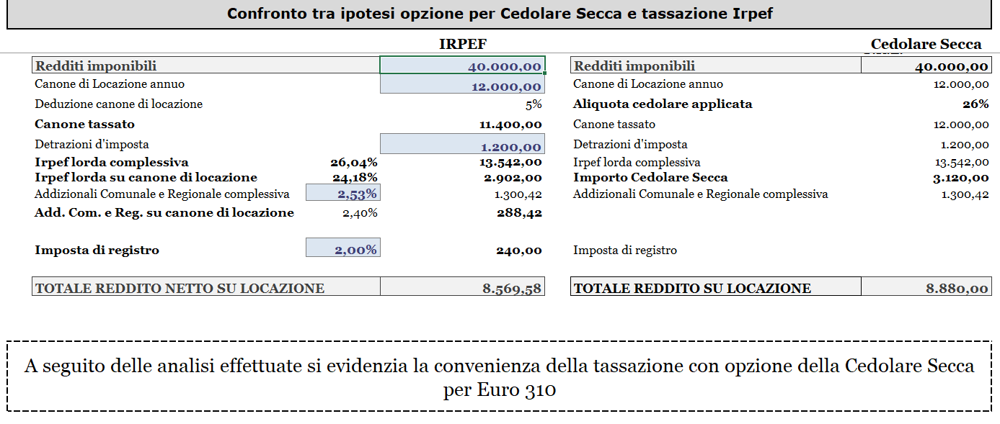 Confronto tra ipotesi opzione per Cedolare Secca e tassazione Irpef
IRPEF Cedolare Secca
Redditi imponibili 40.000,00 Redditi imponibili 40.000,00
Canone di Locazione annuo 12.000,00 Canone di Locazione annuo 12.000,00
Deduzione canone di locazione 5% Aliquota cedolare applicata 26%
Canone tassato 11.400,00 Canone tassato 12.000,00
Detrazioni d'imposta 1.200,00 Detrazioni d'imposta 1.200,00
Irpef lorda complessiva 26,04% 13.542,00 Irpef lorda complessiva 13.542,00
Irpef lorda su canone di locazione 24,18% 2.902,00 Importo Cedolare Secca 3.120,00
Addizionali Comunale e Regionale complessiva 2,53% 1.300,42 Addizionali Comunale e Regionale complessiva 1.300,42
Add. Com. e Reg. su canone di locazione 2,40% 288,42
Imposta di registro 2,00% 240,00 Imposta di registro
TOTALE REDDITO NETTO SU LOCAZIONE 8.569,58 TOTALE REDDITO SU LOCAZIONE 8.880,00
A seguito delle analisi effettuate si evidenzia la convenienza della tassazione con opzione della Cedolare Secca
per Euro 310